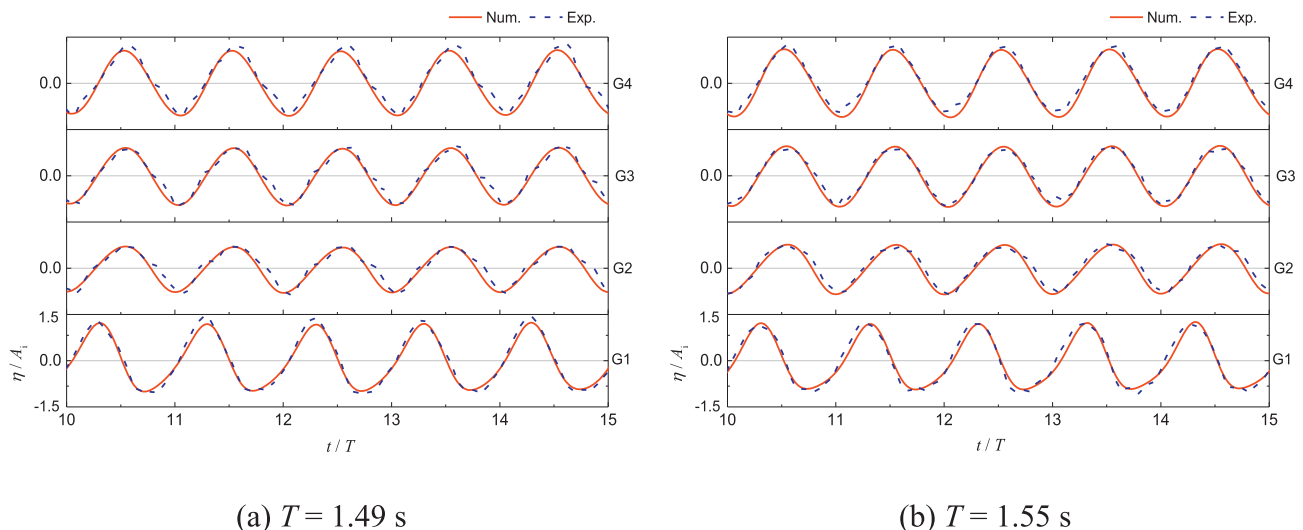 Num. Exp.
0.0 G4
0.0 G3
0.0 G2
1.5
0.0 G1
-1.5
η / Aᵢ
10 11 12 13 14 15
t / T
(a) T = 1.49 s
Num. Exp.
0.0 G4
0.0 G3
0.0 G2
1.5
0.0 G1
-1.5
η / Aᵢ
10 11 12 13 14 15
t / T
(b) T = 1.55 s